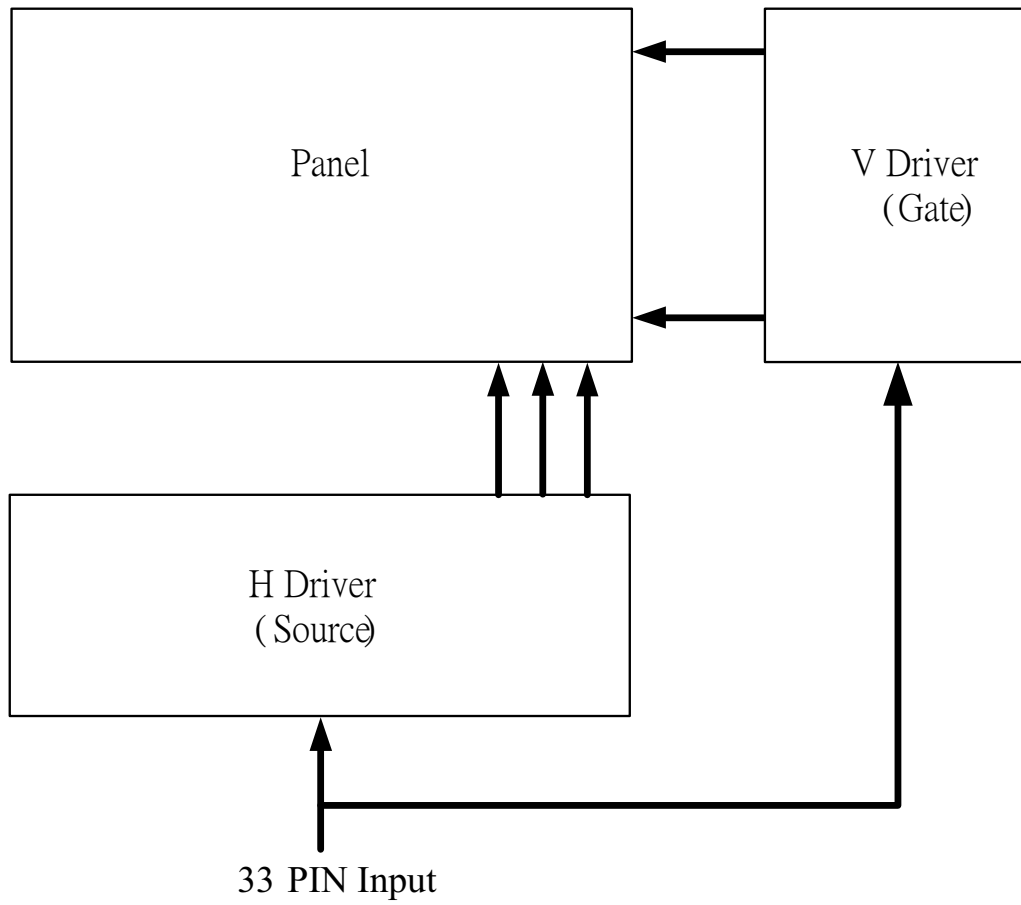 Panel
V Driver
(Gate)
H Driver
(Source)
33 PIN Input